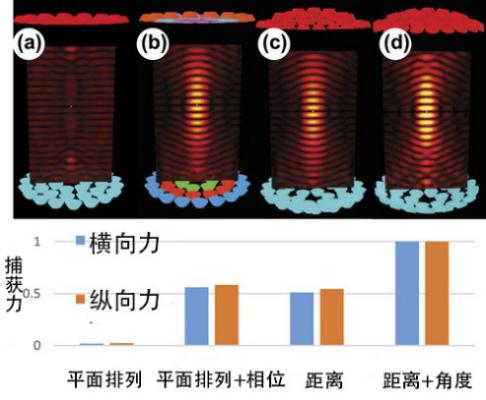 (a) (b) (c) (d)
捕获力
1
横向力
0.5
纵向力
0
平面排列 平面排列+相位 距离 距离+角度